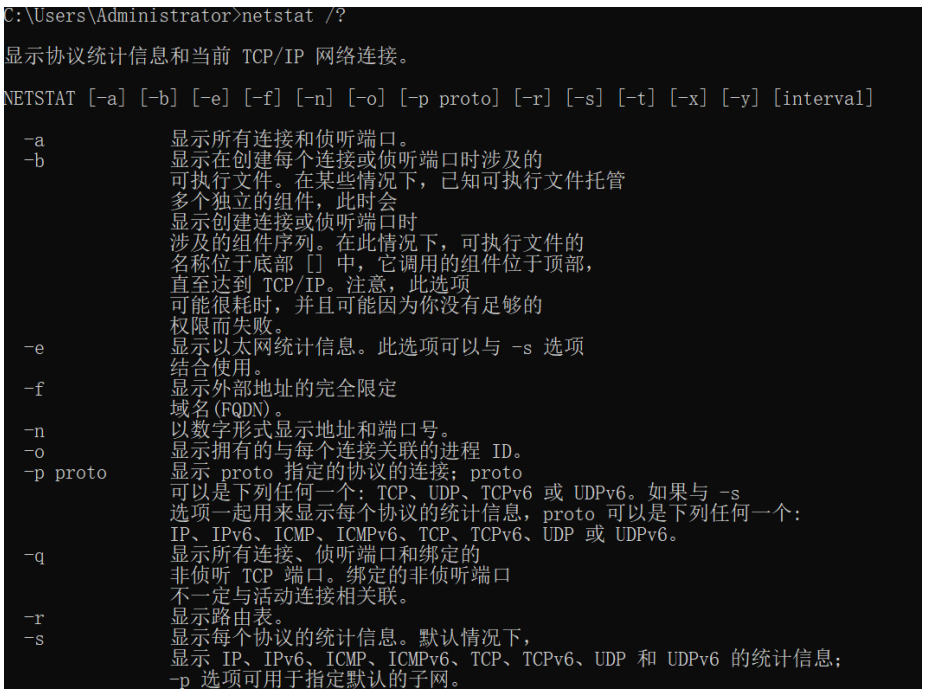 C:\Users\Administrator>netstat /?
显示协议统计信息和当前 TCP/IP 网络连接。
NETSTAT [-a] [-b] [-e] [-f] [-n] [-o] [-p proto] [-r] [-s] [-t] [-x] [-y] [interval]
-a 显示所有连接和侦听端口。
-b 显示在创建每个连接或侦听端口时涉及的
可执行文件。在某些情况下，已知可执行文件托管
多个独立的组件，此时会
显示创建连接或侦听端口时
涉及的组件序列。在此情况下，可执行文件的
名称位于底部 [] 中，它调用的组件位于顶部，
直至达到 TCP/IP。注意，此选项
可能很耗时，并且可能因为你没有足够的
权限而失败。
-e 显示以太网统计信息。此选项可以与 -s 选项
结合使用。
-f 显示外部地址的完全限定
域名(FQDN)。
-n 以数字形式显示地址和端口号。
-o 显示拥有的与每个连接关联的进程 ID。
-p proto 显示 proto 指定的协议的连接；proto
可以是下列任何一个: TCP、UDP、TCPv6 或 UDPv6。如果与 -s
选项一起用来显示每个协议的统计信息，proto 可以是下列任何一个:
IP、IPv6、ICMP、ICMPv6、TCP、TCPv6、UDP 或 UDPv6。
-q 显示所有连接、侦听端口和绑定的
非侦听 TCP 端口。绑定的非侦听端口
不一定与活动连接相关联。
-r 显示路由表。
-s 显示每个协议的统计信息。默认情况下，
显示 IP、IPv6、ICMP、ICMPv6、TCP、TCPv6、UDP 和 UDPv6 的统计信息；
-p 选项可用于指定默认的子网。